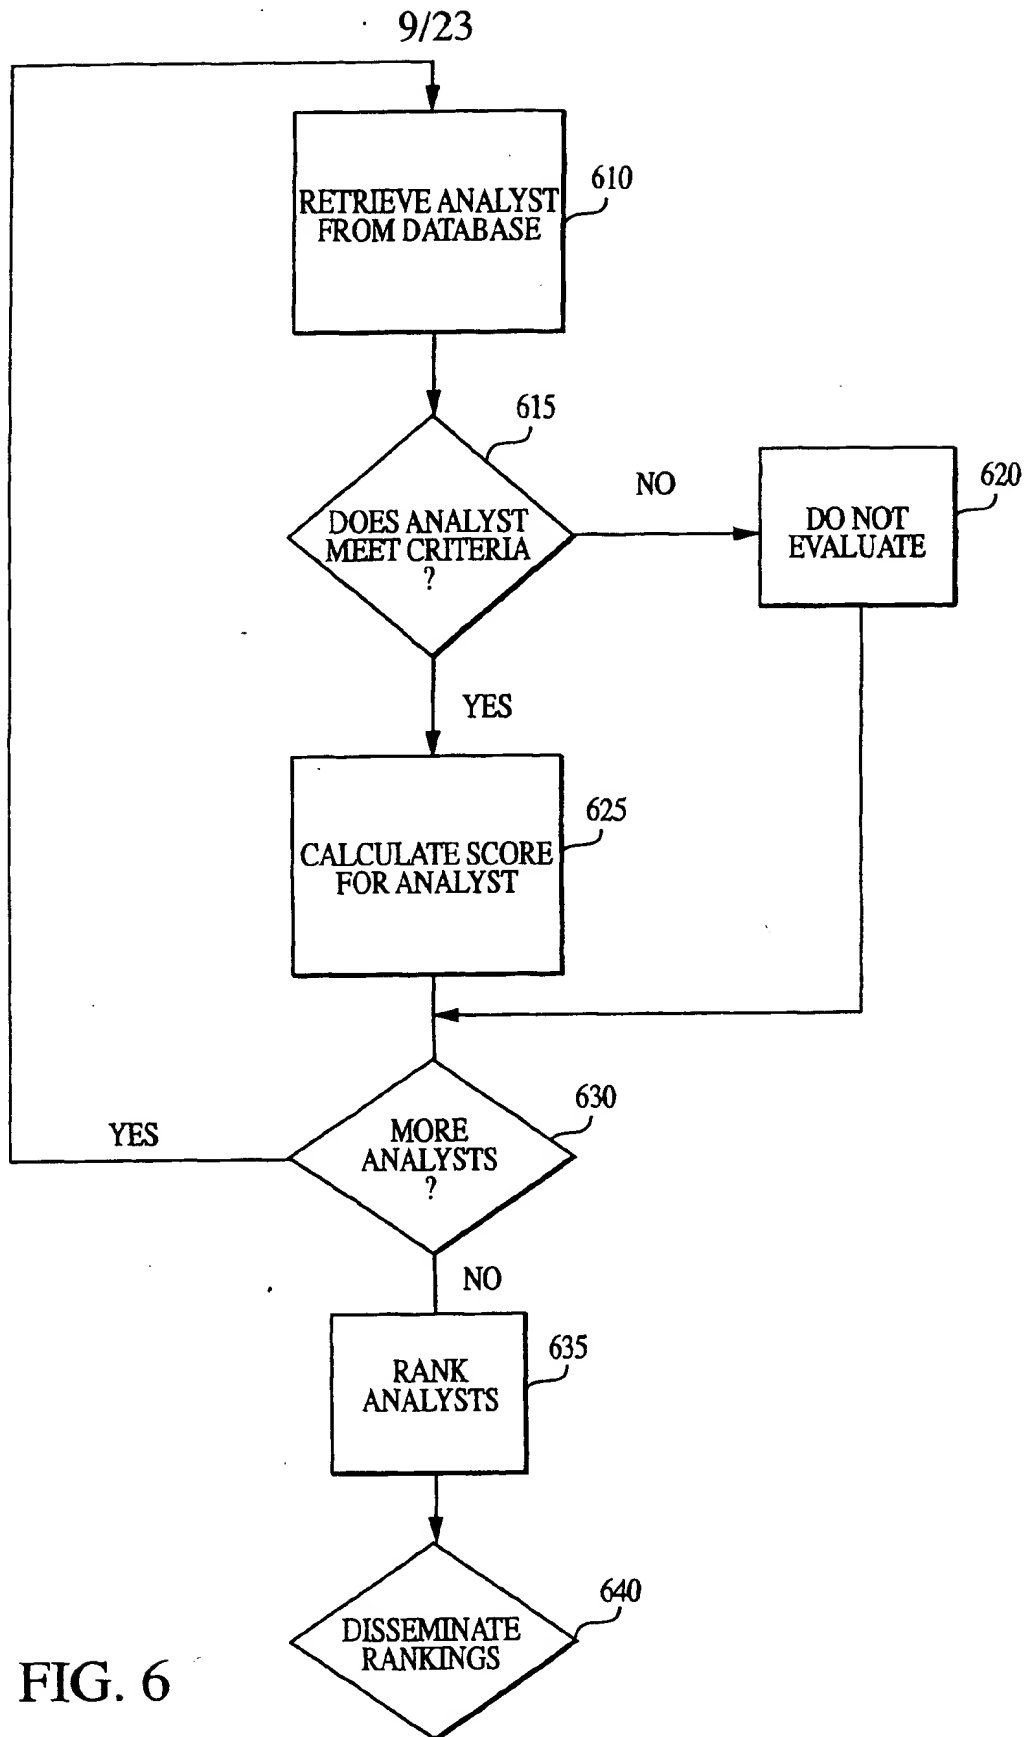 9/23
RETRIEVE ANALYST
FROM DATABASE
610
615
DOES ANALYST
MEET CRITERIA
?
NO
DO NOT
EVALUATE
620
YES
CALCULATE SCORE
FOR ANALYST
625
MORE
ANALYSTS
?
630
YES
NO
RANK
ANALYSTS
635
DISSEMINATE
RANKINGS
640
FIG. 6